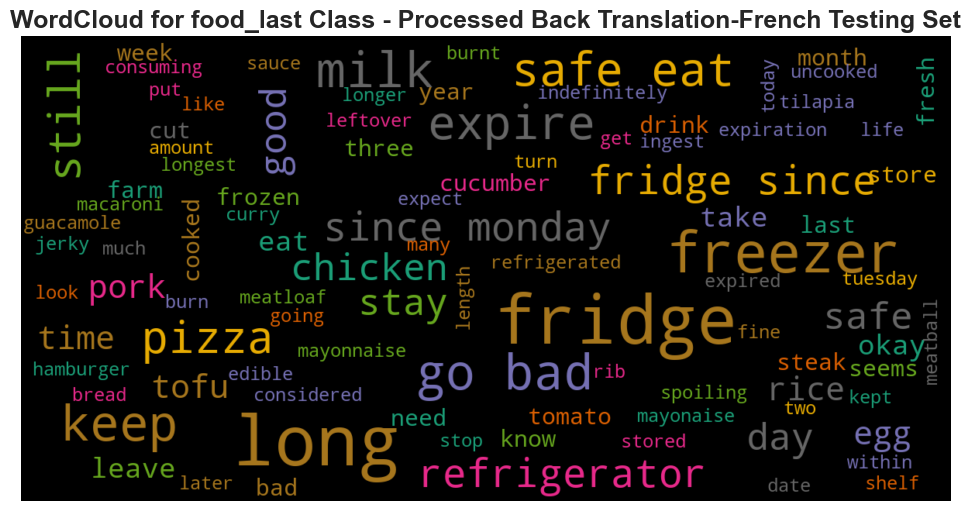 WordCloud for food_last Class - Processed Back Translation-French Testing Set
week
burnt
consuming
sauce
milk
safe eat
month
still
put
today
uncooked
fresh
like
good
longer
year
indefinitely
tilapia
leftover
expire
drink
expiration
life
cut
get
ingest
amount
three
longest
turn
cucumber
fridge since
store
farm
frozen
expect
macaroni
curry
guacamole
cooked
since monday
take
last
jerky
much
eat
many
freezer
refrigerated
chicken
expired
tuesday
look
pork
burn
meatloaf
stay
length
going
fridge
safe
meatball
time
pizza
fine
okay
mayonnaise
hamburger
edible
go bad
rib
steak
seems
bread
tofu
considered
spoiling
rice
kept
keep
long
need
tomato
mayonaise
two
stop
know
stored
day
egg
leave
refrigerator
within
later
bad
date
shelf